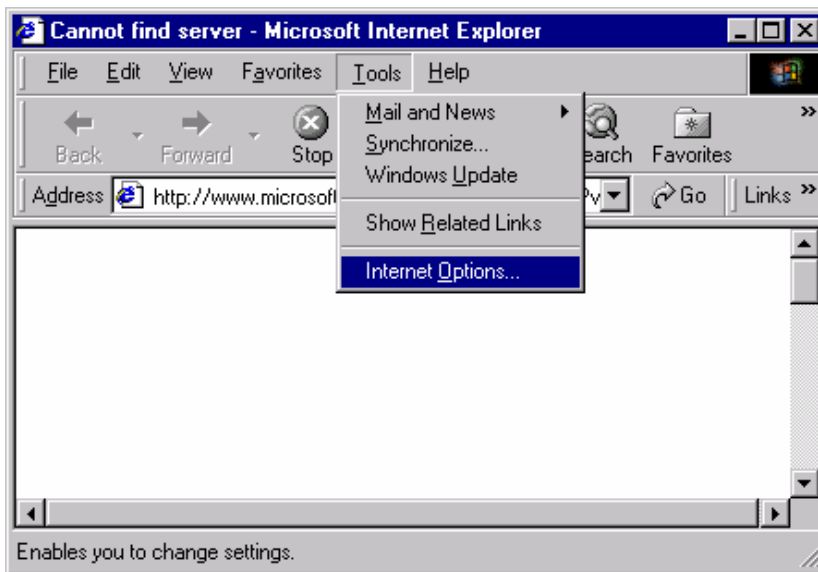 Cannot find server - Microsoft Internet Explorer
File Edit View Favorites Tools Help
Mail and News
Synchronize...
Windows Update
Show Related Links
Internet Options...
Back Forward Stop earch Favorites »
Address http://www.microsoft Go Links »
Enables you to change settings.